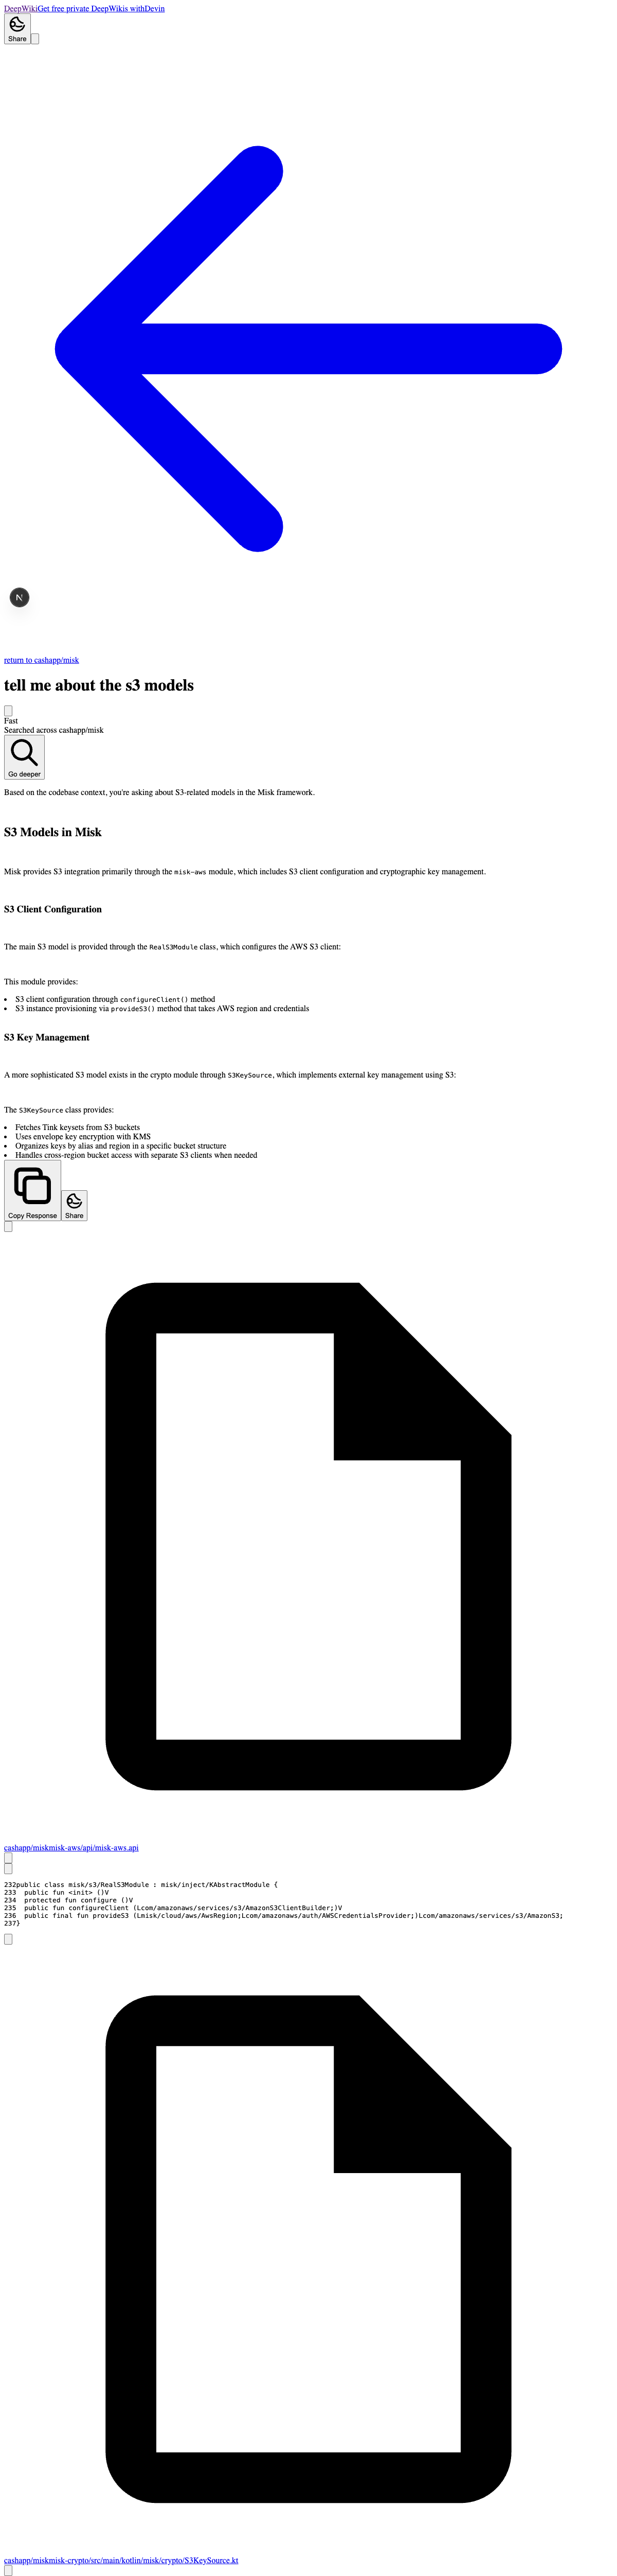 DeepWikiGet free private DeepWikis withDevin
Share
N
return to cashapp/misk
tell me about the s3 models
Fast
Searched across cashapp/misk
Go deeper
Based on the codebase context, you're asking about S3-related models in the Misk framework.
S3 Models in Misk
Misk provides S3 integration primarily through the misk-aws module, which includes S3 client configuration and cryptographic key management.
S3 Client Configuration
The main S3 model is provided through the RealS3Module class, which configures the AWS S3 client:
This module provides:
• S3 client configuration through configureClient() method
• S3 instance provisioning via provideS3() method that takes AWS region and credentials
S3 Key Management
A more sophisticated S3 model exists in the crypto module through S3KeySource, which implements external key management using S3:
The S3KeySource class provides:
• Fetches Tink keysets from S3 buckets
• Uses envelope key encryption with KMS
• Organizes keys by alias and region in a specific bucket structure
• Handles cross-region bucket access with separate S3 clients when needed
Copy Response Share
cashapp/miskmisk-aws/api/misk-aws.api
232public class misk/s3/RealS3Module : misk/inject/KAbstractModule {
233  public fun <init> ()V
234  protected fun configure ()V
235  public fun configureClient (Lcom/amazonaws/services/s3/AmazonS3ClientBuilder;)V
236  public final fun provideS3 (Lmisk/cloud/aws/AwsRegion;Lcom/amazonaws/auth/AWSCredentialsProvider;)Lcom/amazonaws/services/s3/AmazonS3;
237}
cashapp/miskmisk-crypto/src/main/kotlin/misk/crypto/S3KeySource.kt